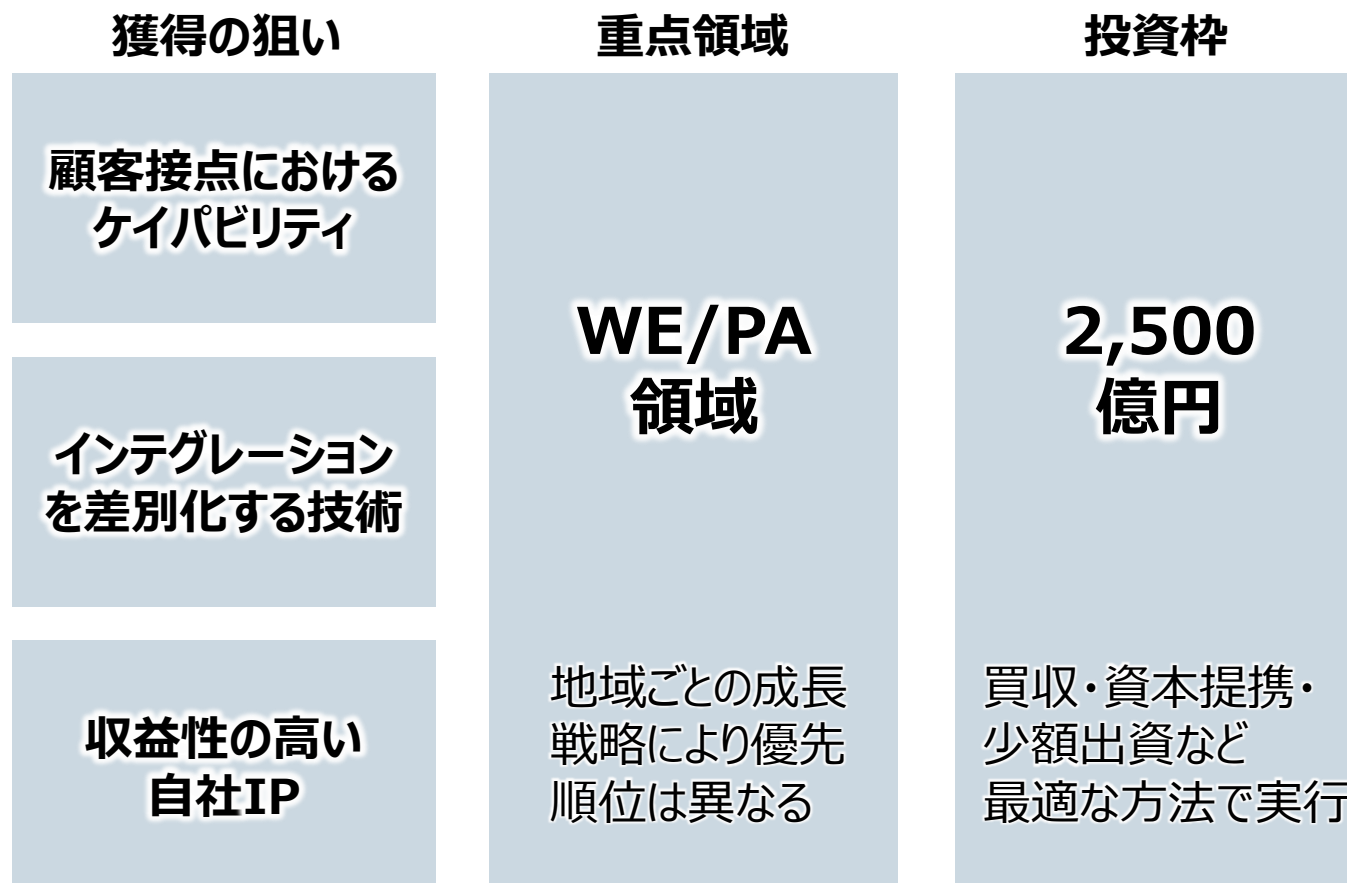 獲得の狙い
顧客接点における
ケイパビリティ
インテグレーション
を差別化する技術
収益性の高い
自社IP
重点領域
WE/PA
領域
地域ごとの成長
戦略により優先
順位は異なる
投資枠
2,500
億円
買収・資本提携・
少額出資など
最適な方法で実行